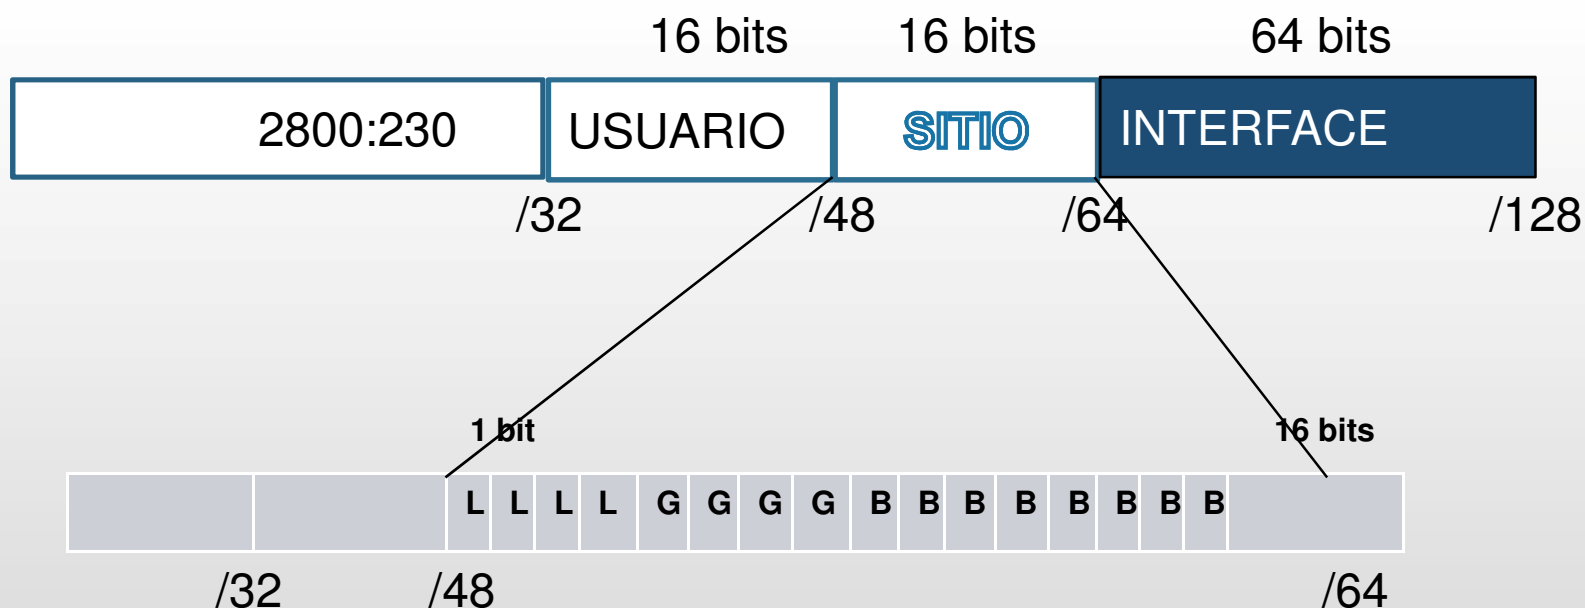 16 bits 16 bits 64 bits
2800:230 USUARIO SITIO INTERFACE
/32 /48 /64 /128
1 bit 16 bits
L L L L G G G G B B B B B B B B
/32 /48 /64